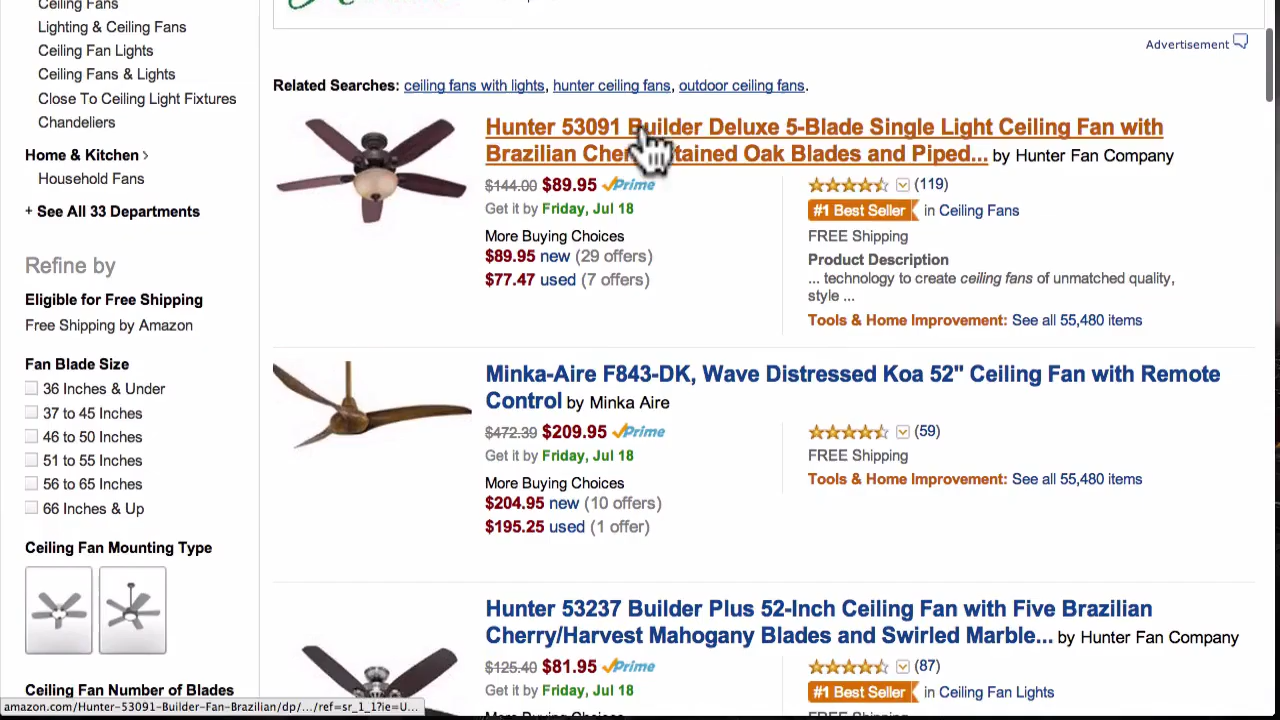 Ceiling Fans
Lighting & Ceiling Fans
Ceiling Fan Lights
Ceiling Fans & Lights
Close To Ceiling Light Fixtures
Chandeliers
Home & Kitchen >
Household Fans
+ See All 33 Departments
Refine by
Eligible for Free Shipping
Free Shipping by Amazon
Fan Blade Size
36 Inches & Under
37 to 45 Inches
46 to 50 Inches
51 to 55 Inches
56 to 65 Inches
66 Inches & Up
Ceiling Fan Mounting Type
Ceiling Fan Number of Blades
amazon.com/Hunter-53091-Builder-Fan-Brazilian/dp/.../ref=sr_1_1?ie=U...
Advertisement
Related Searches: ceiling fans with lights, hunter ceiling fans, outdoor ceiling fans.
Hunter 53091 Builder Deluxe 5-Blade Single Light Ceiling Fan with
Brazilian Cherry Stained Oak Blades and Piped... by Hunter Fan Company
$144.00 $89.95 Prime
Get it by Friday, Jul 18
More Buying Choices
$89.95 new (29 offers)
$77.47 used (7 offers)
(119)
#1 Best Seller in Ceiling Fans
FREE Shipping
Product Description
... technology to create ceiling fans of unmatched quality,
style ...
Tools & Home Improvement: See all 55,480 items
Minka-Aire F843-DK, Wave Distressed Koa 52" Ceiling Fan with Remote
Control by Minka Aire
$472.39 $209.95 Prime
Get it by Friday, Jul 18
More Buying Choices
$204.95 new (10 offers)
$195.25 used (1 offer)
(59)
FREE Shipping
Tools & Home Improvement: See all 55,480 items
Hunter 53237 Builder Plus 52-Inch Ceiling Fan with Five Brazilian
Cherry/Harvest Mahogany Blades and Swirled Marble... by Hunter Fan Company
$125.40 $81.95 Prime
Get it by Friday, Jul 18
More Buying Choices
(87)
#1 Best Seller in Ceiling Fan Lights
FREE Shipping